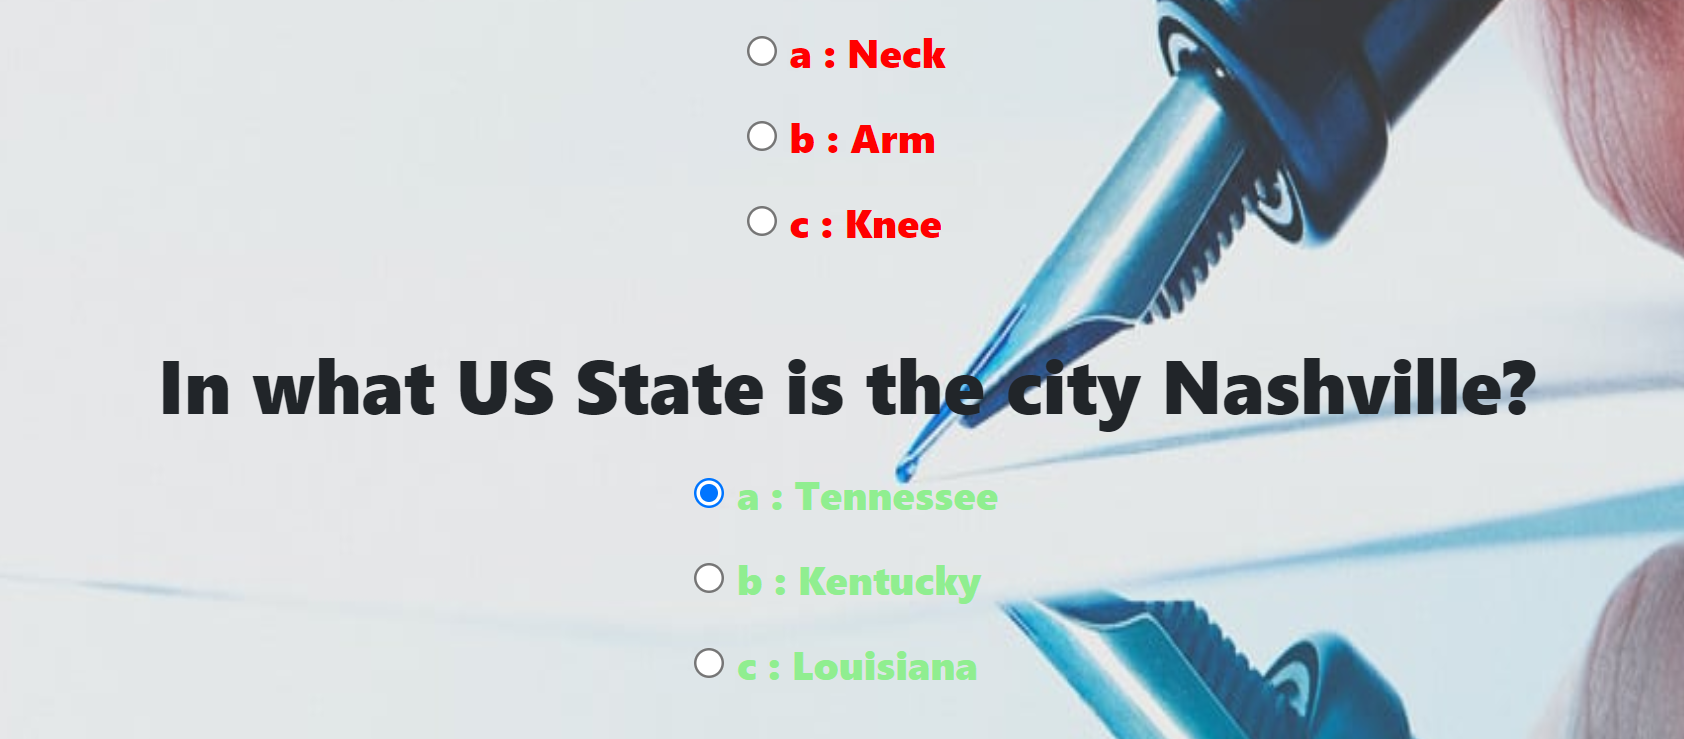 a : Neck
b : Arm
c : Knee
In what US State is the city Nashville?
a : Tennessee
b : Kentucky
c : Louisiana